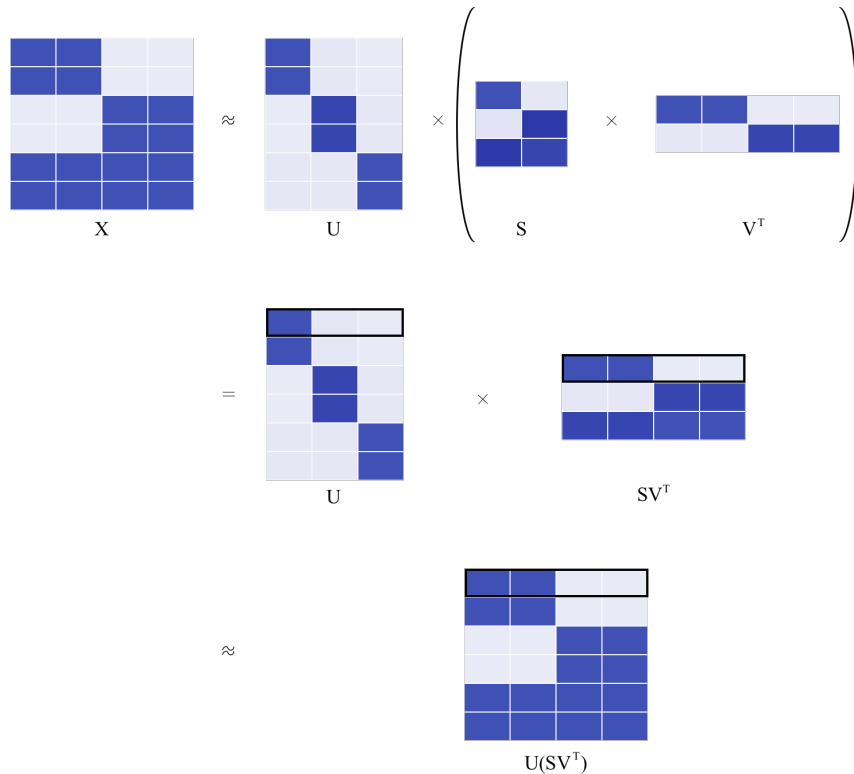 ≈ × ( × )
X U S Vᵀ
= ×
U SVᵀ
≈
U(SVᵀ)